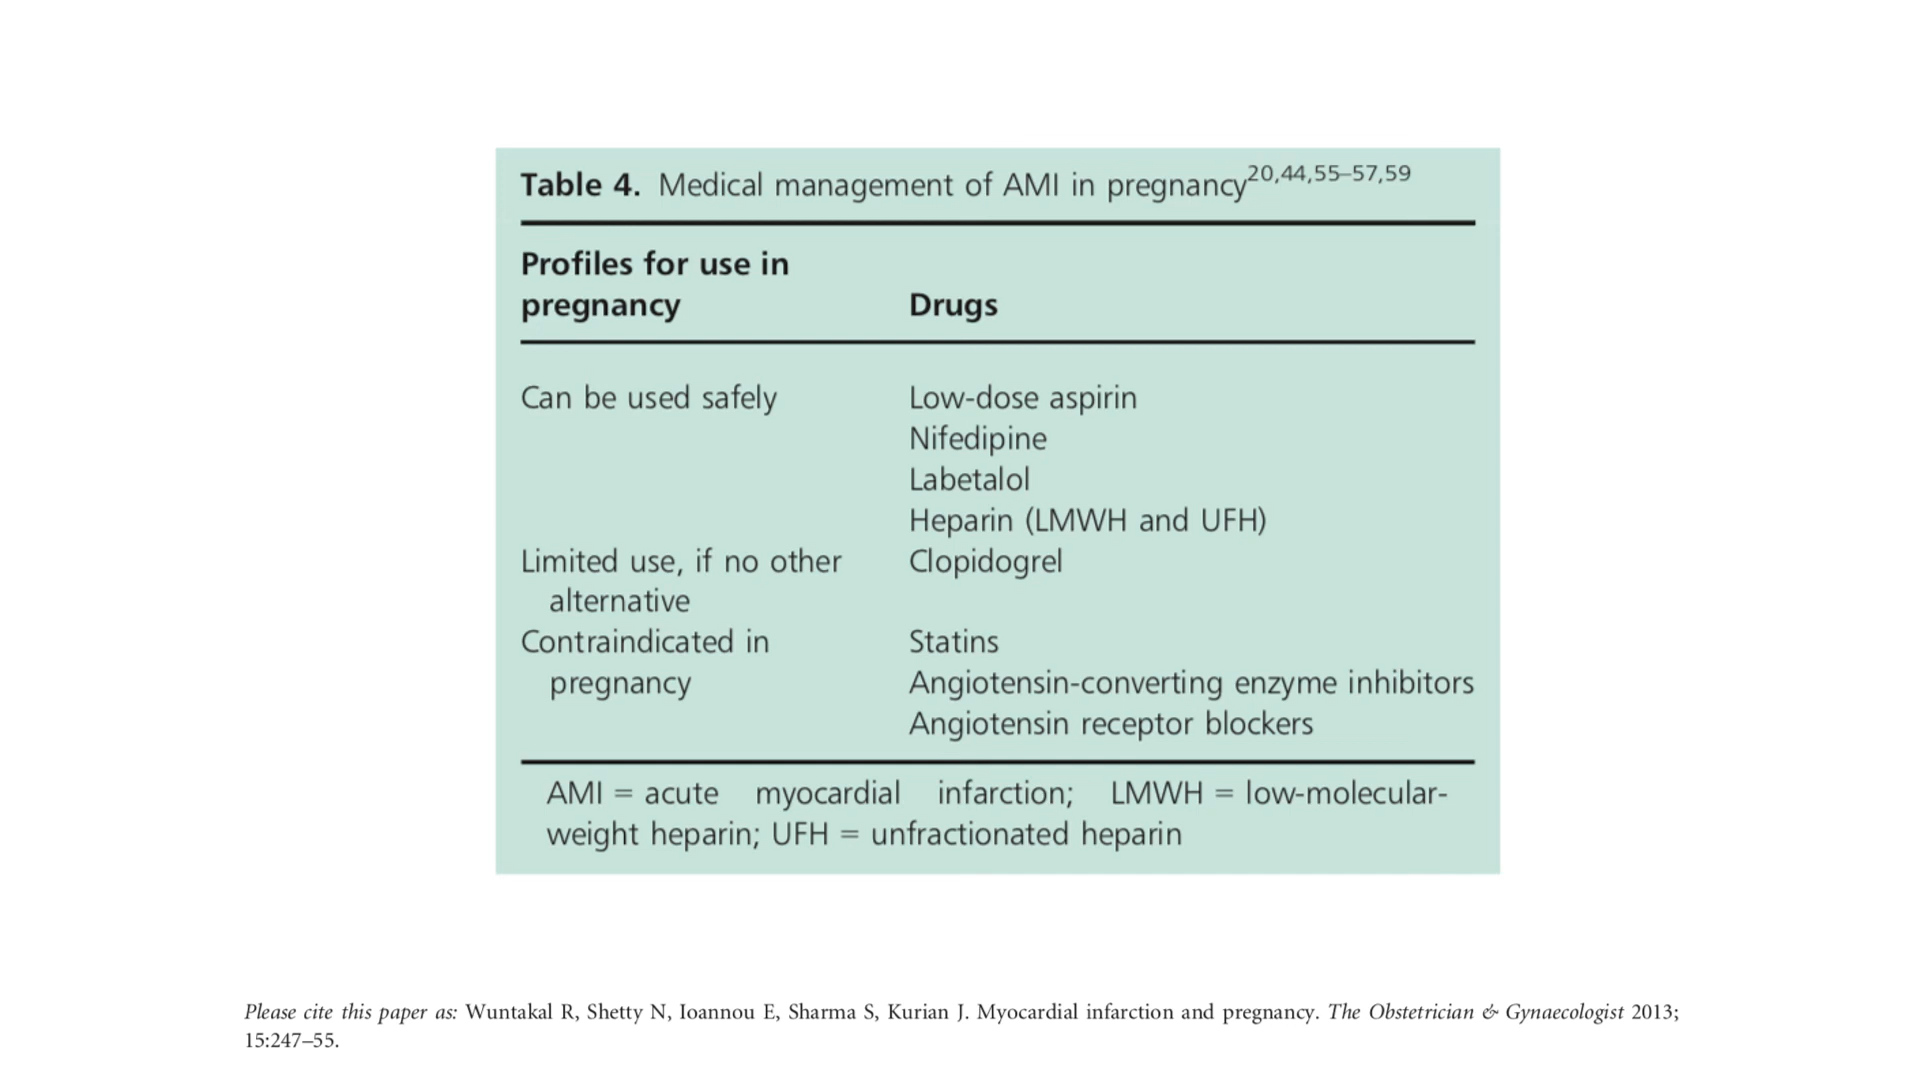 Table 4. Medical management of AMI in pregnancy20,44,55–57,59
Profiles for use in
pregnancy Drugs
Can be used safely Low-dose aspirin
Nifedipine
Labetalol
Heparin (LMWH and UFH)
Limited use, if no other Clopidogrel
alternative
Contraindicated in Statins
pregnancy Angiotensin-converting enzyme inhibitors
Angiotensin receptor blockers
AMI = acute myocardial infarction; LMWH = low-molecular-
weight heparin; UFH = unfractionated heparin
Please cite this paper as: Wuntakal R, Shetty N, Ioannou E, Sharma S, Kurian J. Myocardial infarction and pregnancy. The Obstetrician & Gynaecologist 2013;
15:247–55.